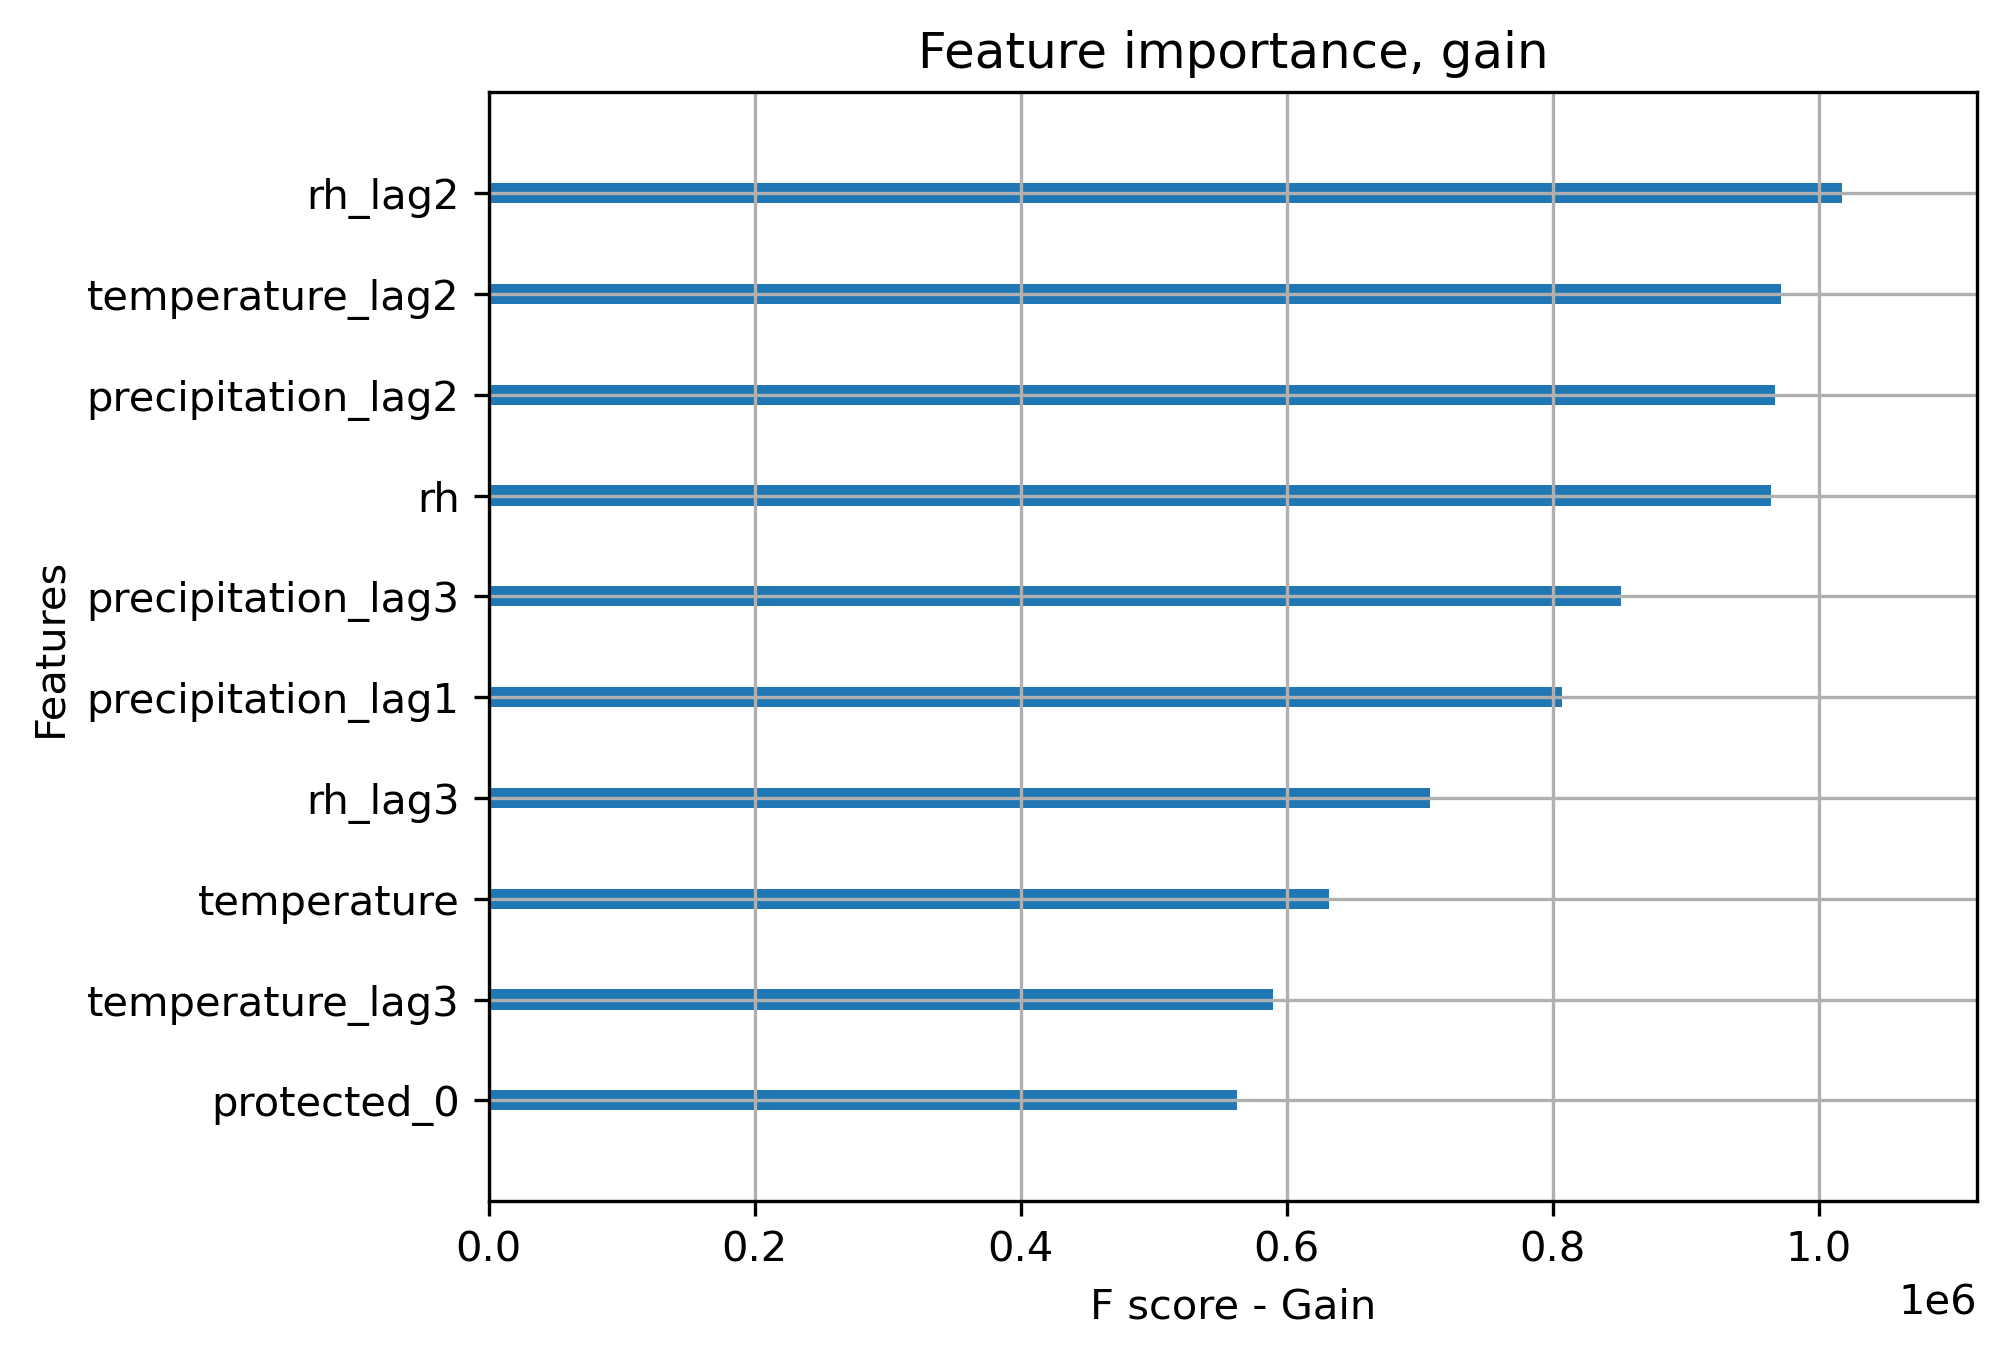 Feature importance, gain
rh_lag2
temperature_lag2
precipitation_lag2
rh
precipitation_lag3
precipitation_lag1
rh_lag3
temperature
temperature_lag3
protected_0
Features
0.0 0.2 0.4 0.6 0.8 1.0
1e6
F score - Gain